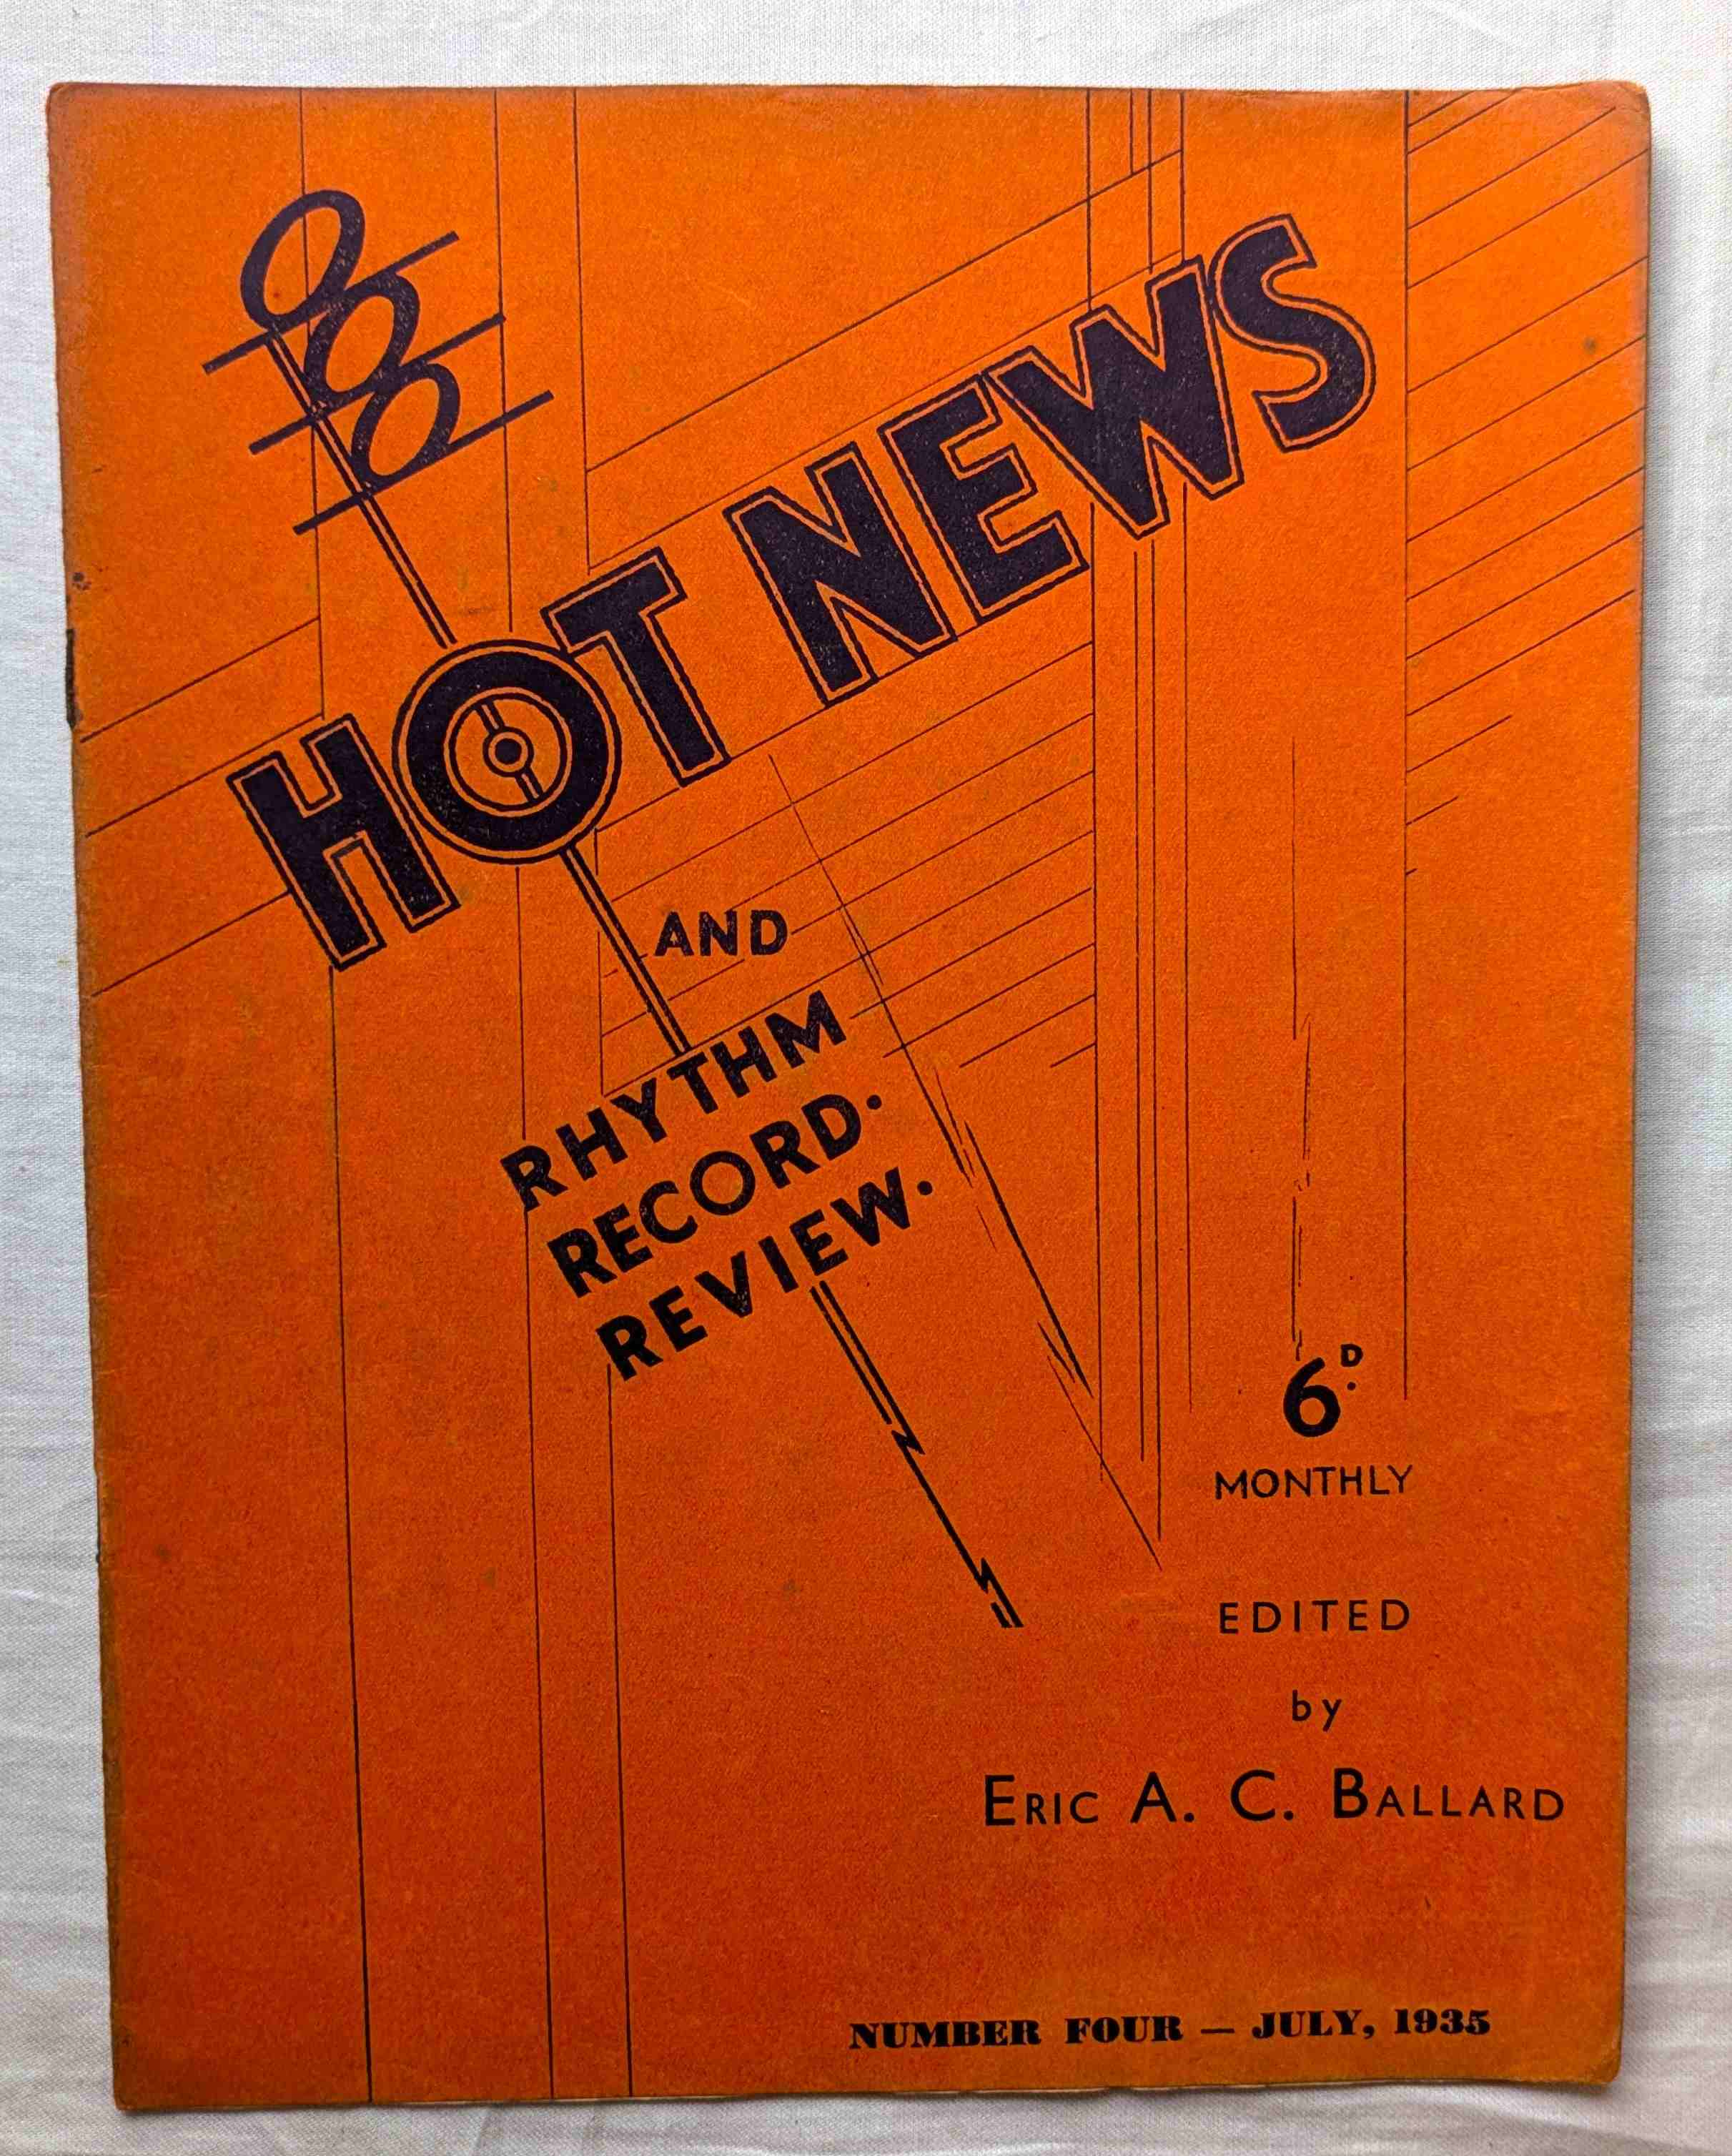 HOT NEWS
AND
RHYTHM
RECORD.
REVIEW.
6D.
MONTHLY
EDITED
by
ERIC A. C. BALLARD
NUMBER FOUR — JULY, 1935